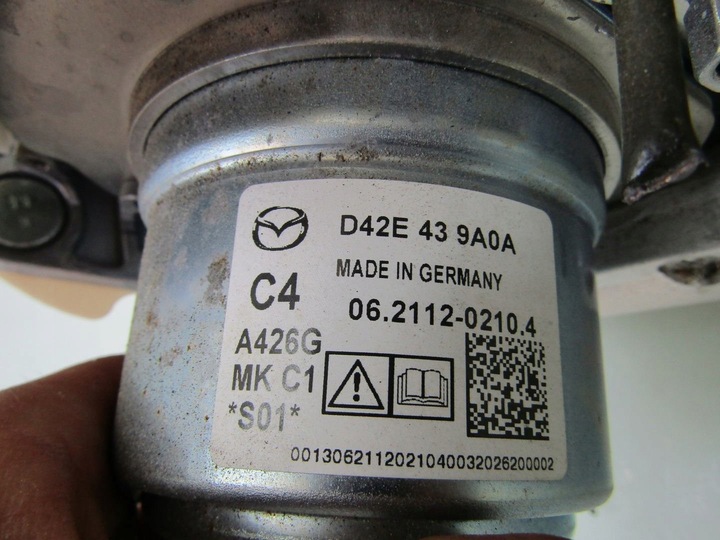 D42E 43 9A0A
MADE IN GERMANY
C4
06.2112-0210.4
A426G
MK C1
*S01*
0013062112021040032026200002